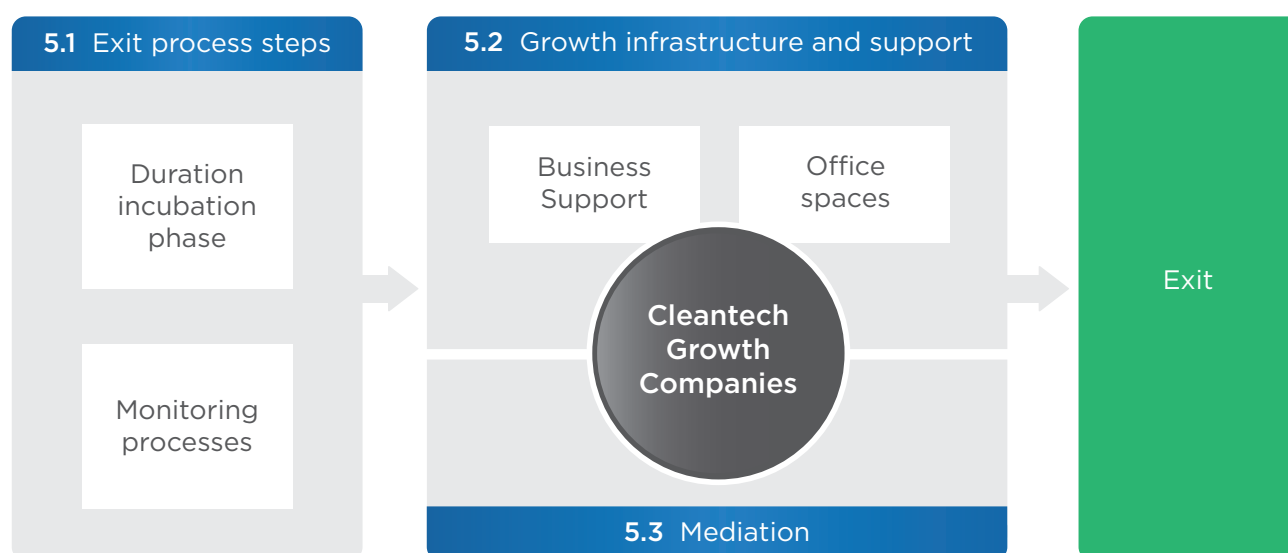 5.1 Exit process steps
Duration
incubation
phase
Monitoring
processes
5.2 Growth infrastructure and support
Business
Support
Office
spaces
Cleantech
Growth
Companies
5.3 Mediation
Exit